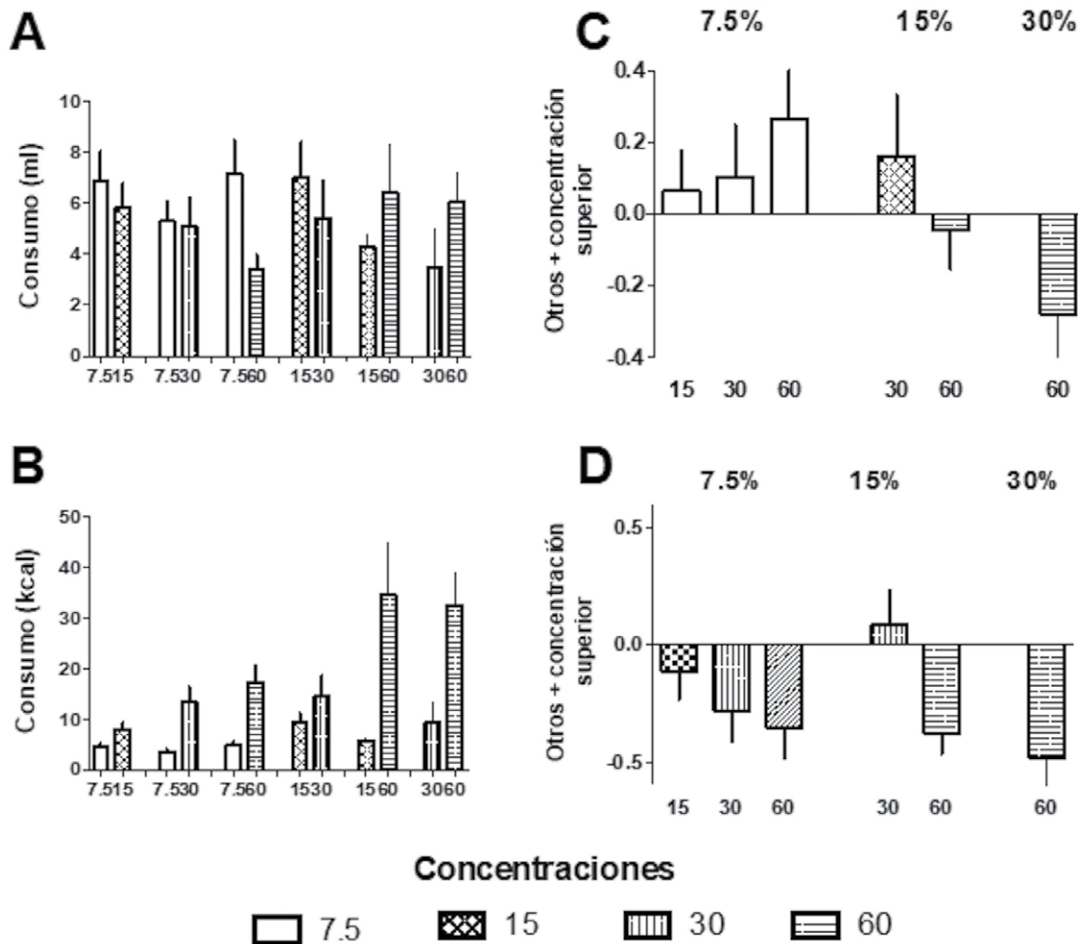 A
Consumo (ml)
10
8
6
4
2
0
7.515 7.530 7.560 1530 1560 3060
C
7.5% 15% 30%
Otros + concentración
superior
0.4
0.2
0.0
-0.2
-0.4
15 30 60 30 60 60
B
Consumo (kcal)
50
40
30
20
10
0
7.515 7.530 7.560 1530 1560 3060
D
7.5% 15% 30%
Otros + concentración
superior
0.5
0.0
-0.5
15 30 60 30 60 60
Concentraciones
7.5 15 30 60